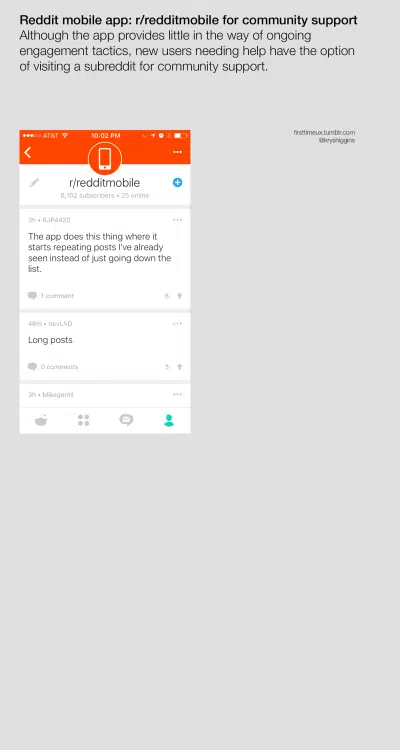 Reddit mobile app: r/redditmobile for community support
Although the app provides little in the way of ongoing
engagement tactics, new users needing help have the option
of visiting a subreddit for community support.
firsttimeux.tumblr.com
@kryshiggins
AT&T 10:02 PM
r/redditmobile
6,102 subscribers • 25 online
3h • RJP4420
The app does this thing where it
starts repeating posts I've already
seen instead of just going down the
list.
1 comment 6
48m •
Long posts
0 comments 3
3h •